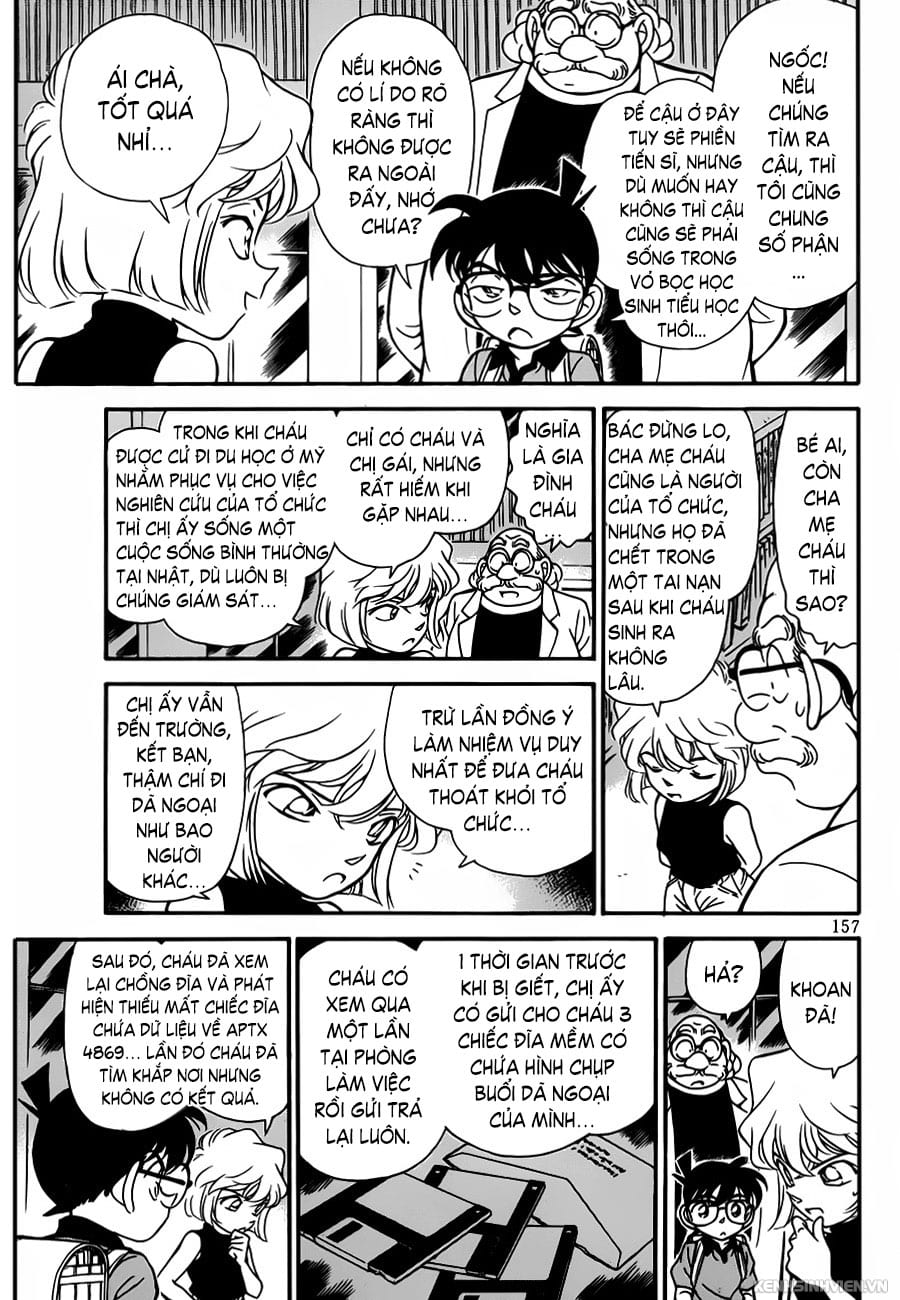 NGỐC!
NẾU
CHÚNG
TÌM RA
CẬU, THÌ
TÔI CŨNG
CHUNG
SỐ PHẬN
...
ĐỂ CẬU Ở ĐÂY
TUY SẼ PHIỀN
TIẾN SĨ, NHƯNG
DÙ MUỐN HAY
KHÔNG THÌ CẬU
CŨNG SẼ PHẢI
SỐNG TRONG
VỎ BỌC HỌC
SINH TIỂU HỌC
THÔI...
NẾU KHÔNG
CÓ LÍ DO RÕ
RÀNG THÌ
KHÔNG ĐƯỢC
RA NGOÀI
ĐẤY, NHỚ
CHƯA?
ÁI CHÀ,
TỐT QUÁ
NHỈ...
BÉ AI,
CÒN
CHA
MẸ
CHÁU
THÌ
SAO?
BÁC ĐỪNG LO,
CHA MẸ CHÁU
CŨNG LÀ NGƯỜI
CỦA TỔ CHỨC,
NHƯNG HỌ ĐÃ
CHẾT TRONG
MỘT TAI NẠN
SAU KHI CHÁU
SINH RA
KHÔNG
LÂU.
NGHĨA
LÀ GIA
ĐÌNH
CHÁU
...
CHỈ CÓ CHÁU VÀ
CHỊ GÁI, NHƯNG
RẤT HIẾM KHI
GẶP NHAU...
TRONG KHI CHÁU
ĐƯỢC CỬ ĐI DU HỌC Ở MỸ
NHẰM PHỤC VỤ CHO VIỆC
NGHIÊN CỨU CỦA TỔ CHỨC
THÌ CHỊ ẤY SỐNG MỘT
CUỘC SỐNG BÌNH THƯỜNG
TẠI NHẬT, DÙ LUÔN BỊ
CHÚNG GIÁM SÁT...
TRỪ LẦN ĐỒNG Ý
LÀM NHIỆM VỤ DUY
NHẤT ĐỂ ĐƯA CHÁU
THOÁT KHỎI TỔ
CHỨC...
CHỊ ẤY VẪN
ĐẾN TRƯỜNG,
KẾT BẠN,
THẬM CHÍ ĐI
DÃ NGOẠI
NHƯ BAO
NGƯỜI
KHÁC...
157
KHOAN
ĐÃ!
HẢ?
1 THỜI GIAN TRƯỚC
KHI BỊ GIẾT, CHỊ ẤY
CÓ GỬI CHO CHÁU 3
CHIẾC ĐĨA MỀM CÓ
CHỨA HÌNH CHỤP
BUỔI DÃ NGOẠI
CỦA MÌNH...
CHÁU CÓ
XEM QUA
MỘT LẦN
TẠI PHÒNG
LÀM VIỆC
RỒI GỬI TRẢ
LẠI LUÔN.
SAU ĐÓ, CHÁU ĐÃ XEM
LẠI CHỒNG ĐĨA VÀ PHÁT
HIỆN THIẾU MẤT CHIẾC ĐĨA
CHỨA DỮ LIỆU VỀ APTX
4869... LẦN ĐÓ CHÁU ĐÃ
TÌM KHẮP NƠI NHƯNG
KHÔNG CÓ KẾT QUẢ.
KENHSINHVIEN.VN